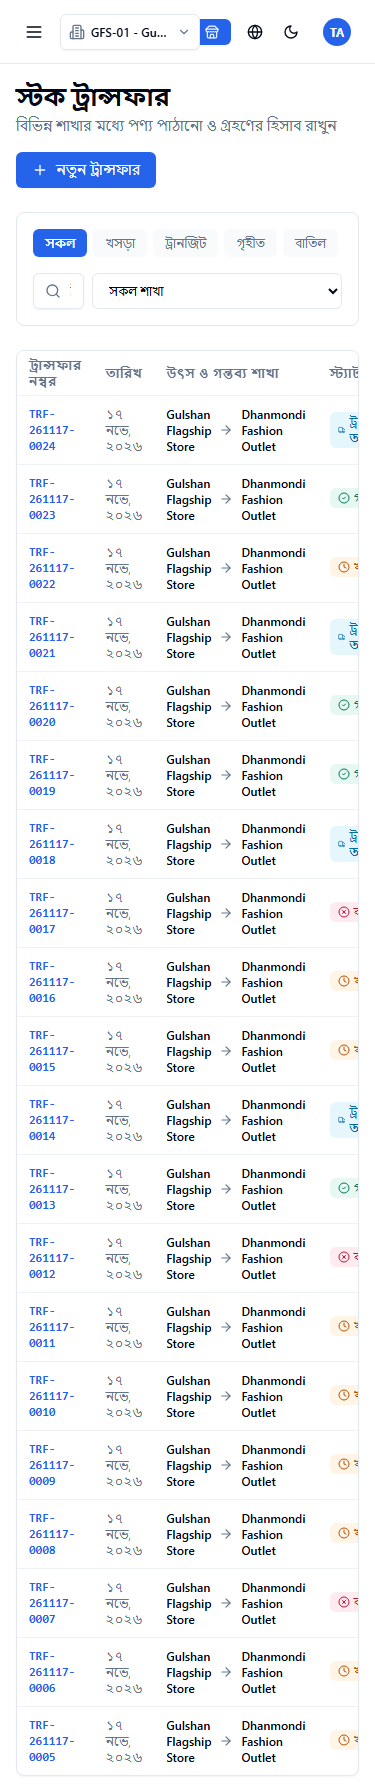 GFS-01 - Gu...
TA
স্টক ট্রান্সফার
বিভিন্ন শাখার মধ্যে পণ্য পাঠানো ও গ্রহণের হিসাব রাখুন
নতুন ট্রান্সফার
সকল খসড়া ট্রানজিট গৃহীত বাতিল
সকল শাখা
ট্রান্সফার নম্বর তারিখ উৎস ও গন্তব্য শাখা
TRF-261117-0024 ১৭ নভে, ২০২৬ Gulshan Flagship Store Dhanmondi Fashion Outlet
TRF-261117-0023 ১৭ নভে, ২০২৬ Gulshan Flagship Store Dhanmondi Fashion Outlet
TRF-261117-0022 ১৭ নভে, ২০২৬ Gulshan Flagship Store Dhanmondi Fashion Outlet
TRF-261117-0021 ১৭ নভে, ২০২৬ Gulshan Flagship Store Dhanmondi Fashion Outlet
TRF-261117-0020 ১৭ নভে, ২০২৬ Gulshan Flagship Store Dhanmondi Fashion Outlet
TRF-261117-0019 ১৭ নভে, ২০২৬ Gulshan Flagship Store Dhanmondi Fashion Outlet
TRF-261117-0018 ১৭ নভে, ২০২৬ Gulshan Flagship Store Dhanmondi Fashion Outlet
TRF-261117-0017 ১৭ নভে, ২০২৬ Gulshan Flagship Store Dhanmondi Fashion Outlet
TRF-261117-0016 ১৭ নভে, ২০২৬ Gulshan Flagship Store Dhanmondi Fashion Outlet
TRF-261117-0015 ১৭ নভে, ২০২৬ Gulshan Flagship Store Dhanmondi Fashion Outlet
TRF-261117-0014 ১৭ নভে, ২০২৬ Gulshan Flagship Store Dhanmondi Fashion Outlet
TRF-261117-0013 ১৭ নভে, ২০২৬ Gulshan Flagship Store Dhanmondi Fashion Outlet
TRF-261117-0012 ১৭ নভে, ২০২৬ Gulshan Flagship Store Dhanmondi Fashion Outlet
TRF-261117-0011 ১৭ নভে, ২০২৬ Gulshan Flagship Store Dhanmondi Fashion Outlet
TRF-261117-0010 ১৭ নভে, ২০২৬ Gulshan Flagship Store Dhanmondi Fashion Outlet
TRF-261117-0009 ১৭ নভে, ২০২৬ Gulshan Flagship Store Dhanmondi Fashion Outlet
TRF-261117-0008 ১৭ নভে, ২০২৬ Gulshan Flagship Store Dhanmondi Fashion Outlet
TRF-261117-0007 ১৭ নভে, ২০২৬ Gulshan Flagship Store Dhanmondi Fashion Outlet
TRF-261117-0006 ১৭ নভে, ২০২৬ Gulshan Flagship Store Dhanmondi Fashion Outlet
TRF-261117-0005 ১৭ নভে, ২০২৬ Gulshan Flagship Store Dhanmondi Fashion Outlet